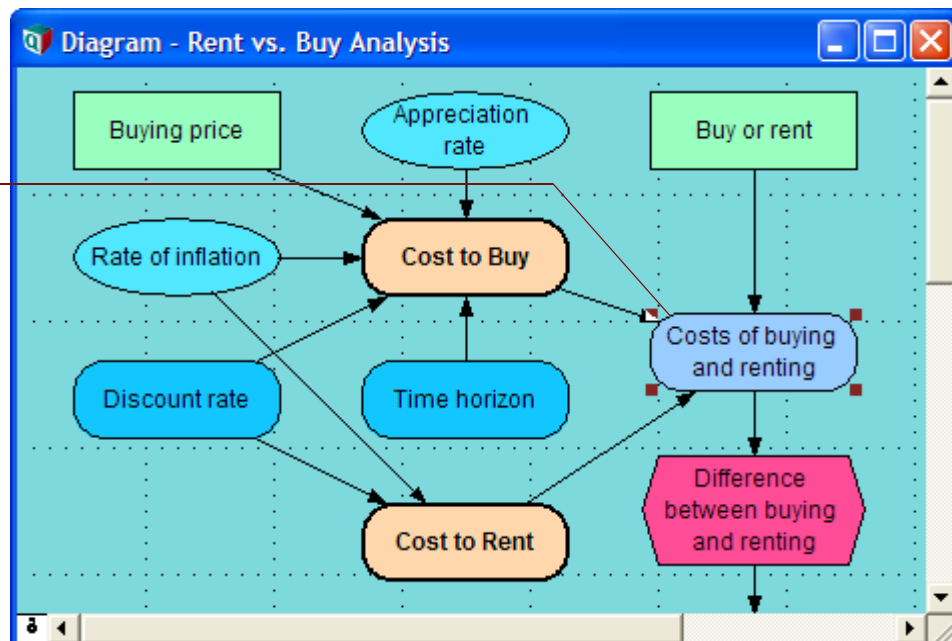 Diagram - Rent vs. Buy Analysis
Buying price
Appreciation
rate
Buy or rent
Rate of inflation
Cost to Buy
Costs of buying
and renting
Discount rate
Time horizon
Difference
between buying
and renting
Cost to Rent